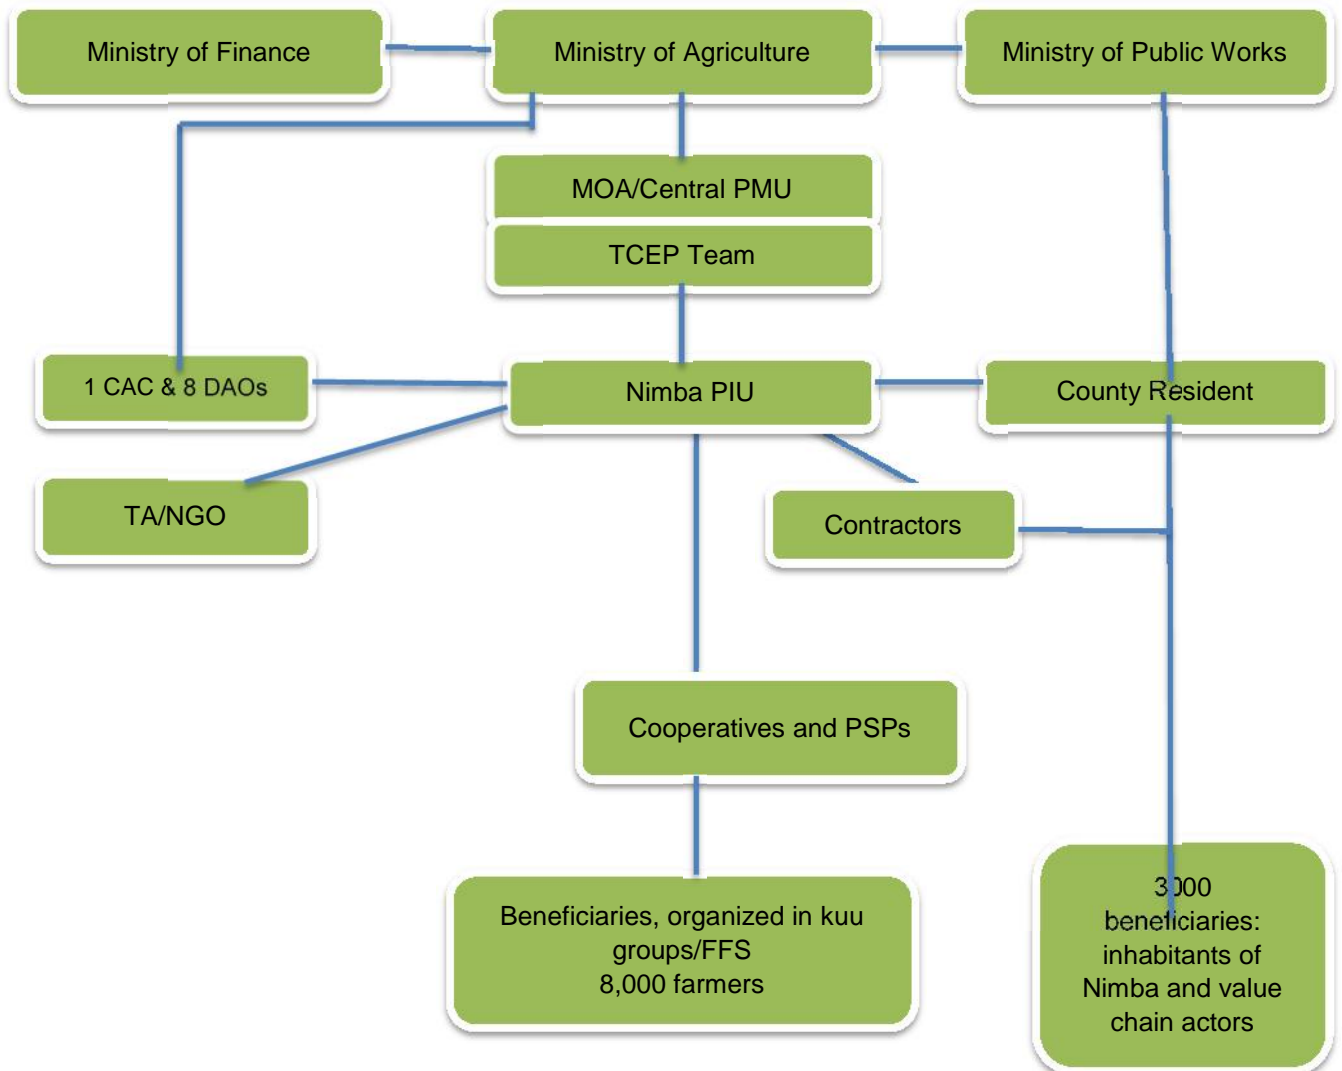 Ministry of Finance
Ministry of Agriculture
Ministry of Public Works
MOA/Central PMU
TCEP Team
1 CAC & 8 DAOs
Nimba PIU
County Resident
TA/NGO
Contractors
Cooperatives and PSPs
Beneficiaries, organized in kuu
groups/FFS
8,000 farmers
3000
beneficiaries:
inhabitants of
Nimba and value
chain actors